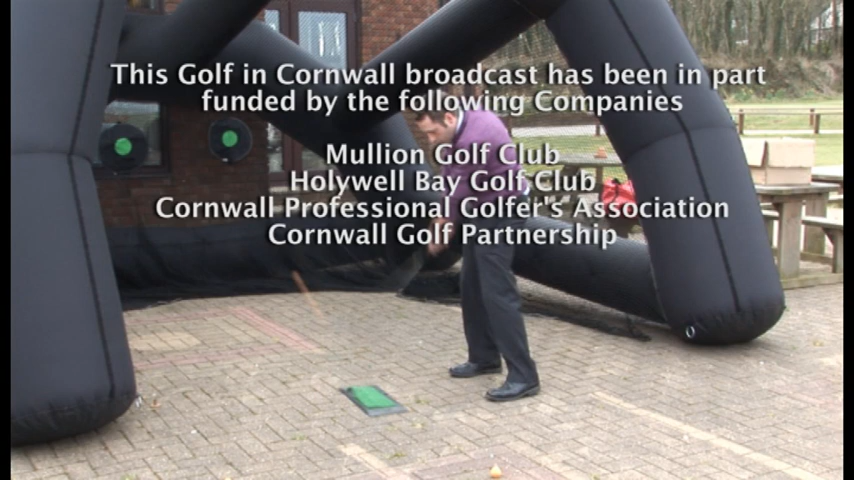 This Golf in Cornwall broadcast has been in part
funded by the following Companies
Mullion Golf Club
Holywell Bay Golf Club
Cornwall Professional Golfer's Association
Cornwall Golf Partnership